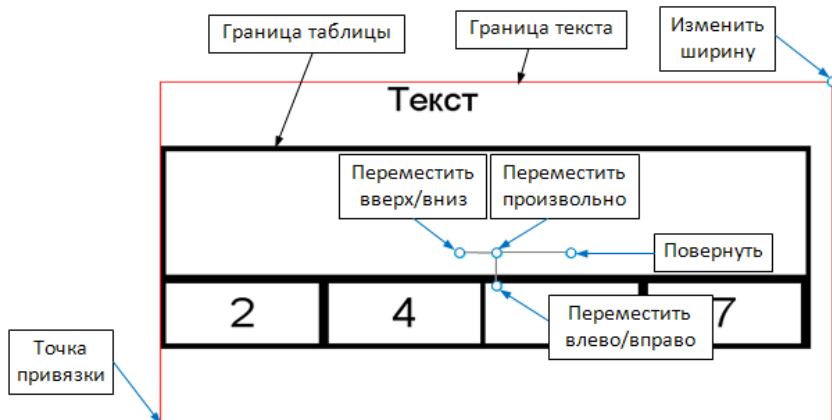 Граница таблицы
Граница текста
Изменить
ширину
Текст
Переместить
вверх/вниз
Переместить
произвольно
Повернуть
2
4
7
Переместить
влево/вправо
Точка
привязки